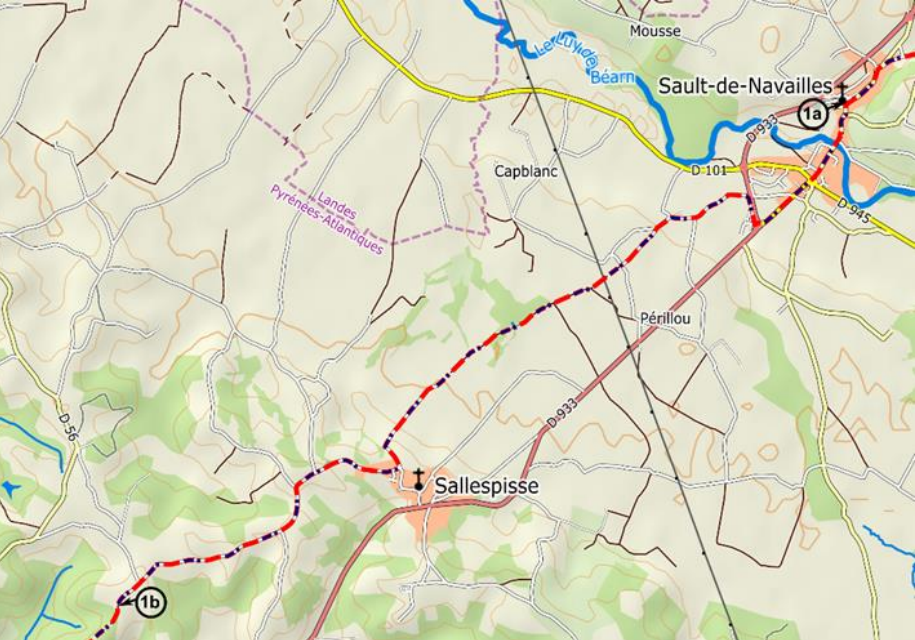 Mousse
Le Luy de
Béarn
Sault-de-Navailles
1a
D 933
Capblanc
D 101
Landes
Pyrénées-Atlantiques
D 945
Périllou
D 933
D 56
Sallespisse
1b